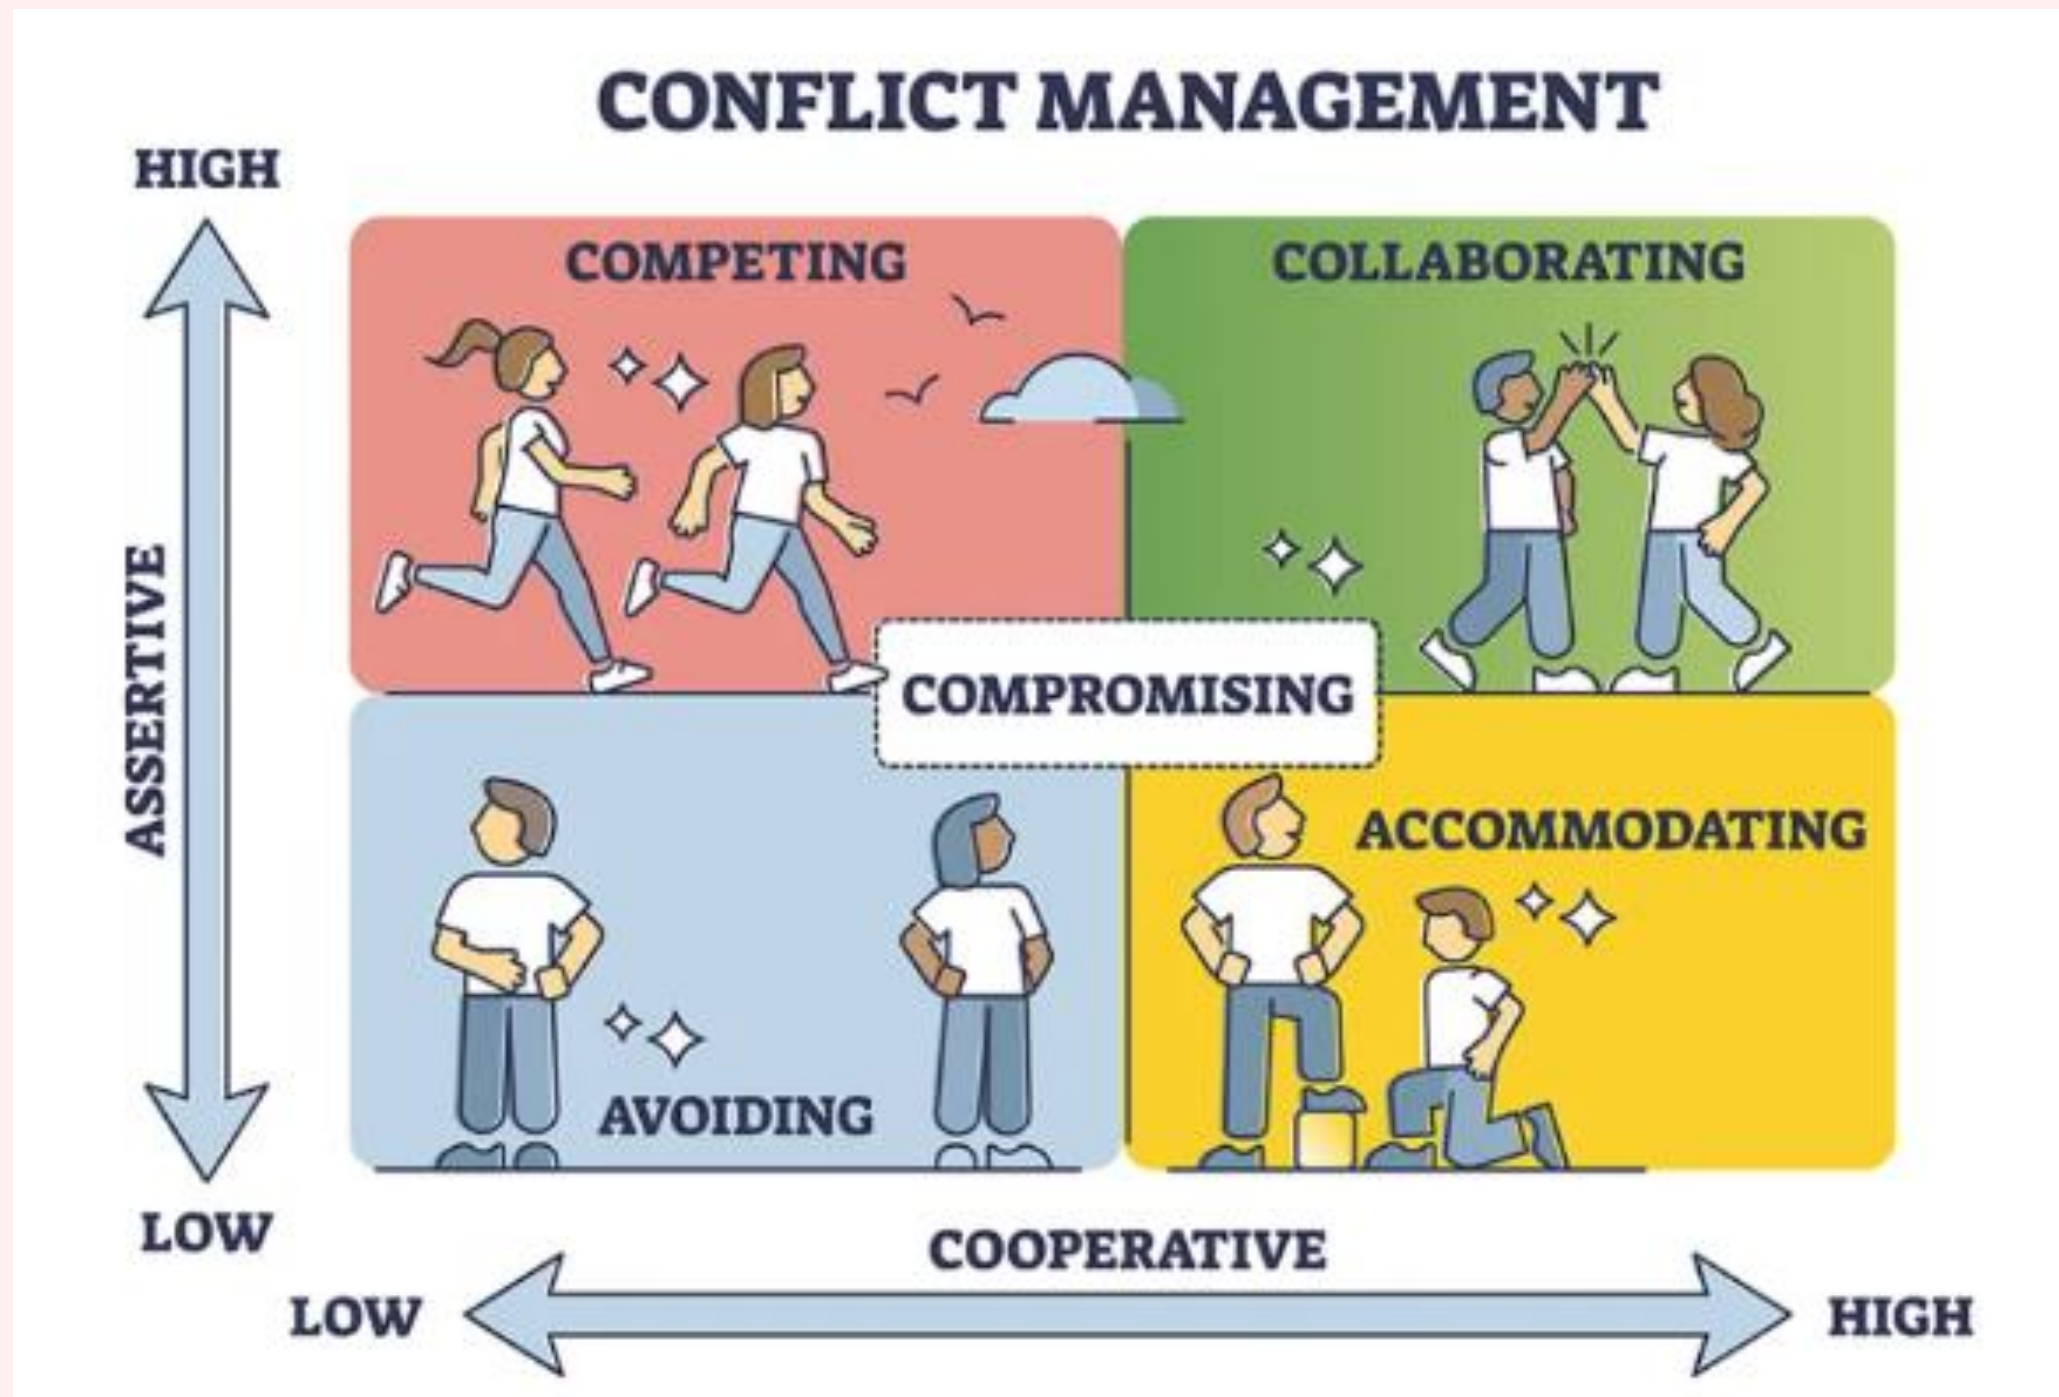 CONFLICT MANAGEMENT
HIGH
COMPETING
COLLABORATING
ASSERTIVE
COMPROMISING
ACCOMMODATING
AVOIDING
LOW
COOPERATIVE
LOW
HIGH